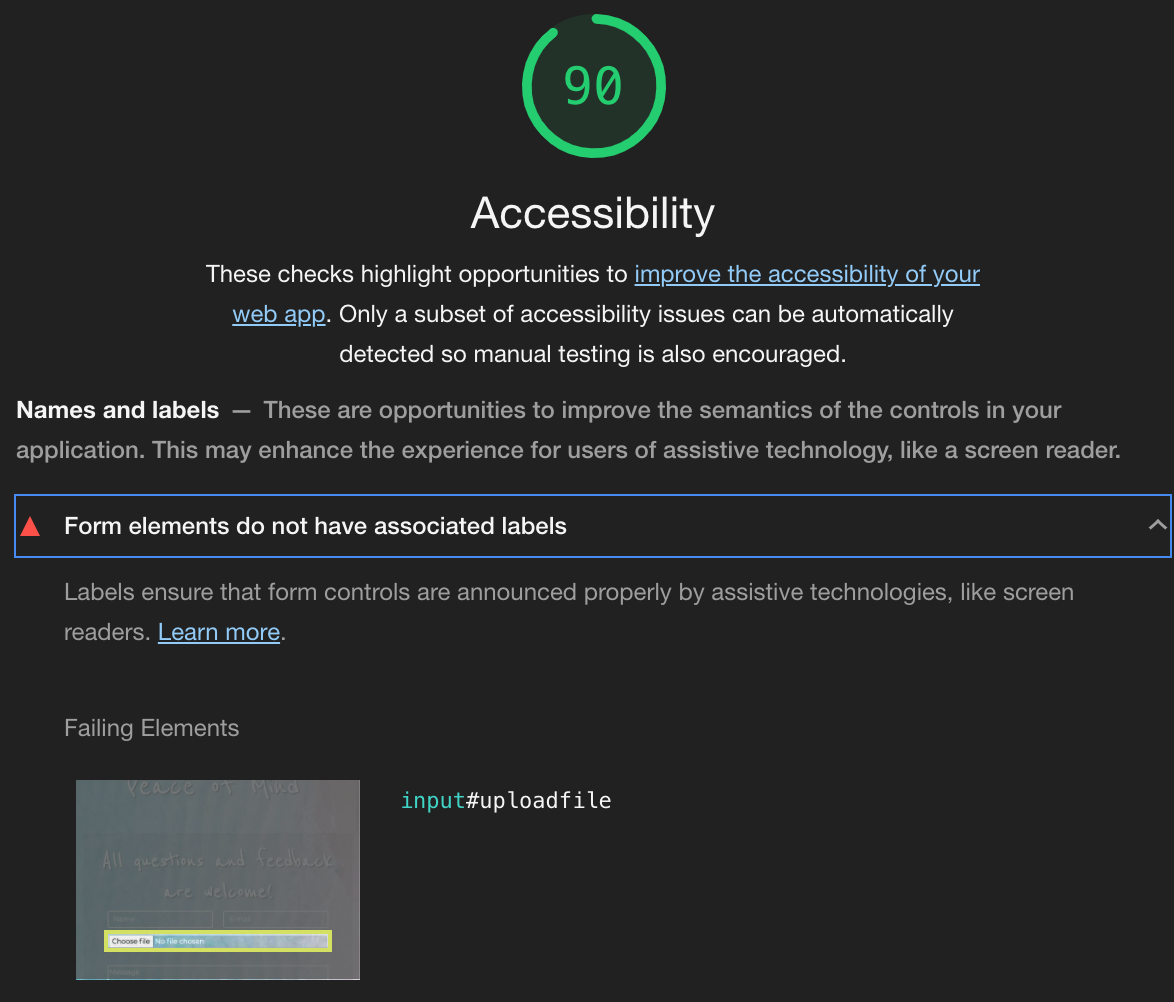 90
Accessibility
These checks highlight opportunities to improve the accessibility of your
web app. Only a subset of accessibility issues can be automatically
detected so manual testing is also encouraged.
Names and labels — These are opportunities to improve the semantics of the controls in your
application. This may enhance the experience for users of assistive technology, like a screen reader.
Form elements do not have associated labels
Labels ensure that form controls are announced properly by assistive technologies, like screen
readers. Learn more.
Failing Elements
Peace of Mind
All questions and feedback
are welcome!
Name
Email
Choose file No file chosen
Message
input#uploadfile